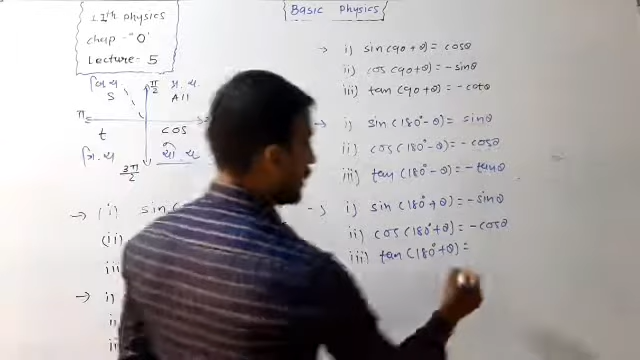 11th physics
chap - "0"
Lecture - 5
Basic Physics
π/2
S
All
π
t
cos
3π/2
→ i) sin(90+θ) = cosθ
ii) cos(90+θ) = -sinθ
iii) tan(90+θ) = -cotθ
→ i) sin(180°-θ) = sinθ
ii) cos(180°-θ) = -cosθ
iii) tan(180°-θ) = -tanθ
→ i) sin(180°+θ) = -sinθ
ii) cos(180°+θ) = -cosθ
iii) tan(180°+θ) =
→ (i) sin
(ii)
iii)
→ i)